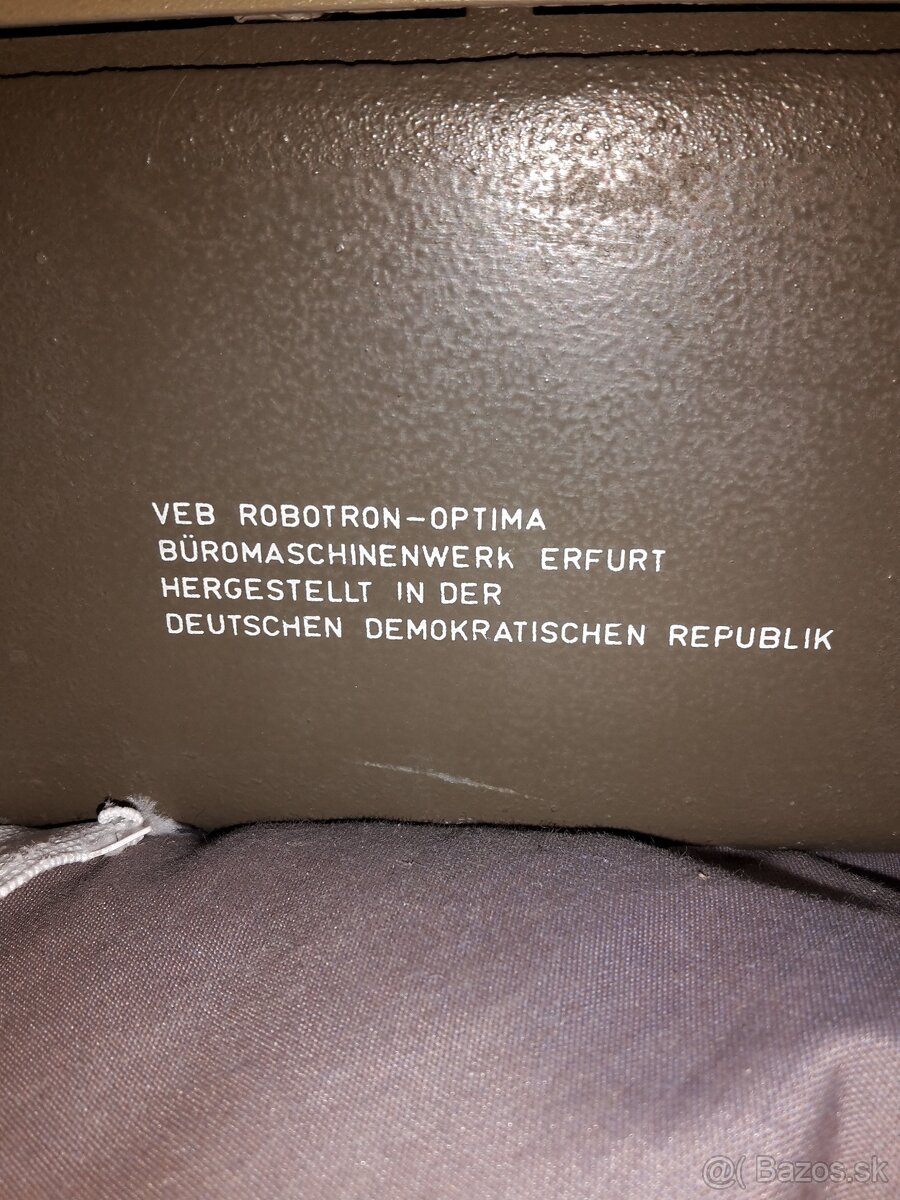 VEB ROBOTRON-OPTIMA
BÜROMASCHINENWERK ERFURT
HERGESTELLT IN DER
DEUTSCHEN DEMOKRATISCHEN REPUBLIK
@( Bazos.sk